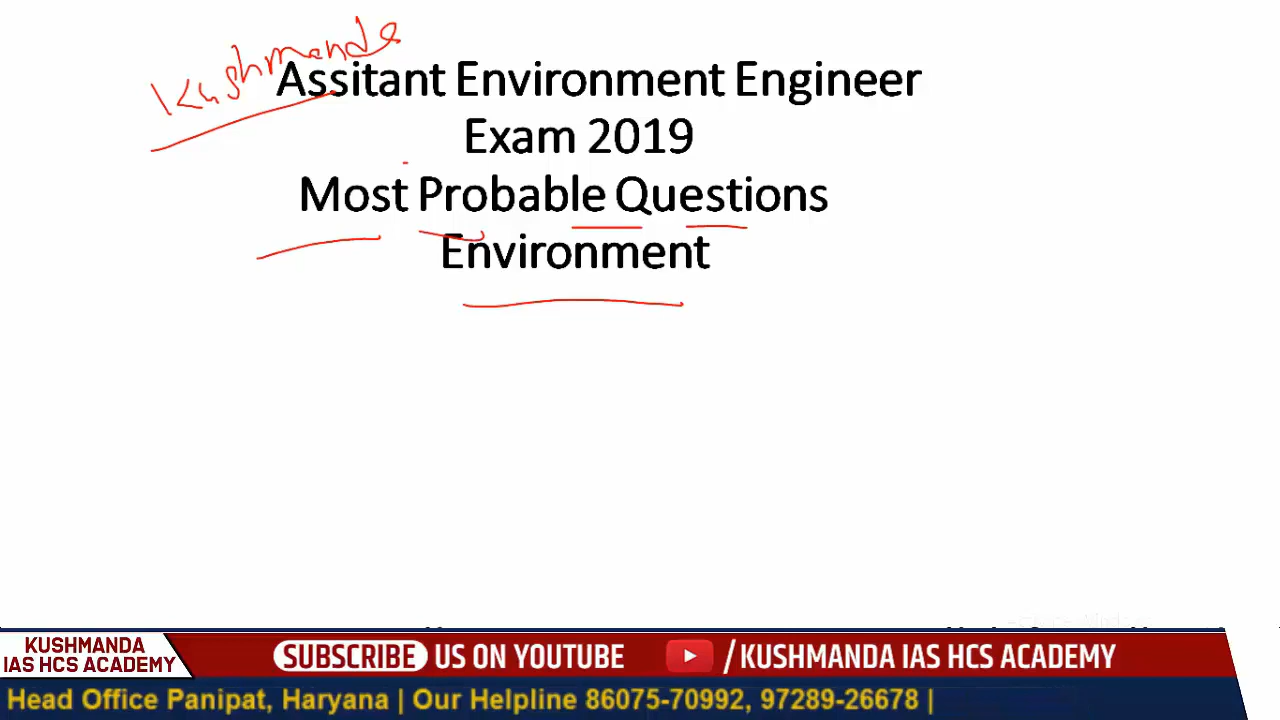 Kushmanda
Assitant Environment Engineer
Exam 2019
Most Probable Questions
Environment
KUSHMANDA
IAS HCS ACADEMY
SUBSCRIBE US ON YOUTUBE
/KUSHMANDA IAS HCS ACADEMY
Head Office Panipat, Haryana | Our Helpline 86075-70992, 97289-26678 |